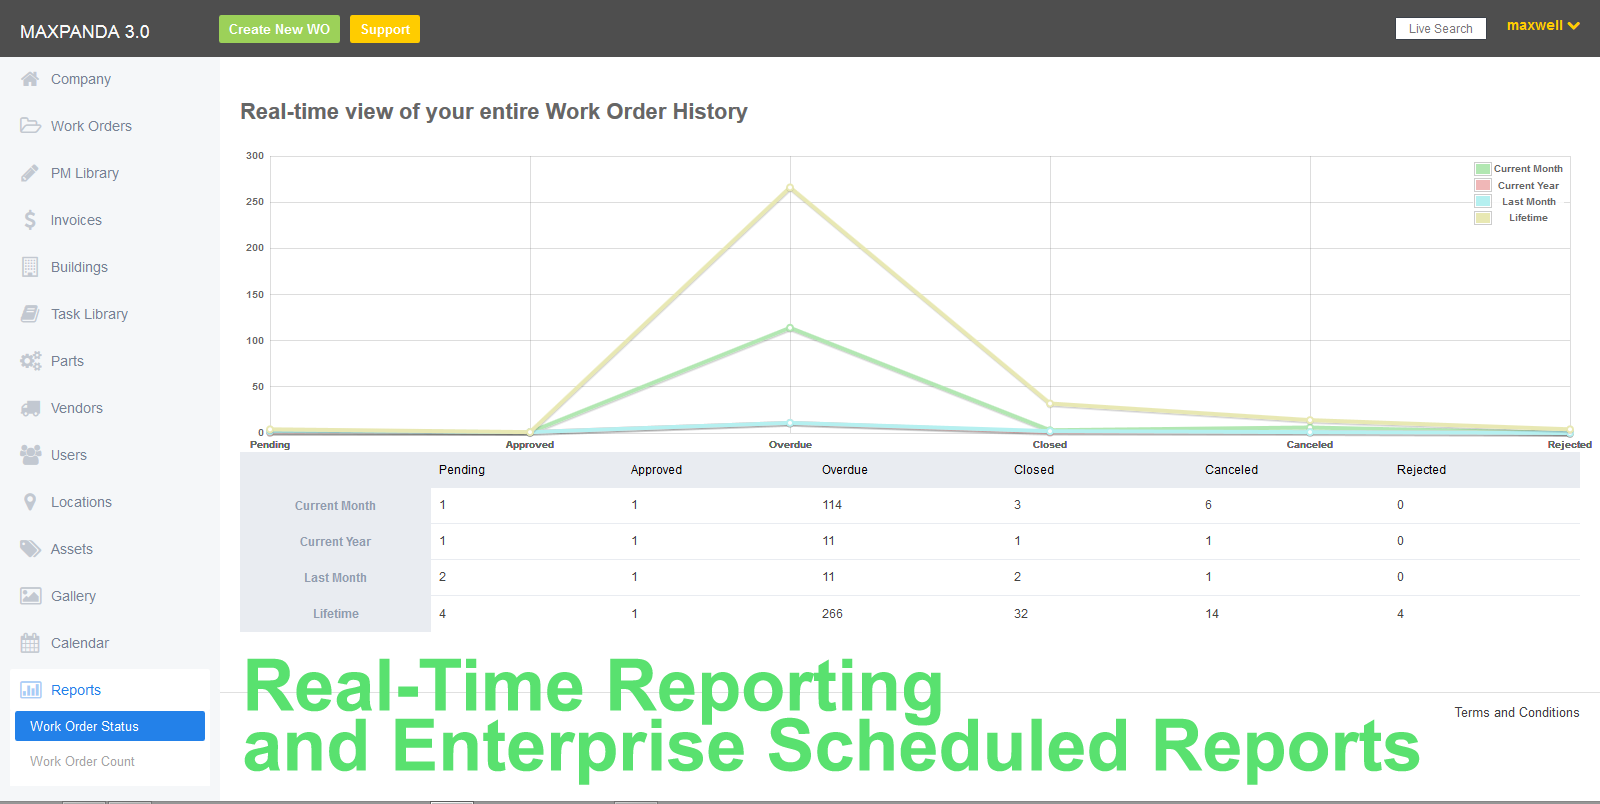 MAXPANDA 3.0
Create New WO
Support
Live Search
maxwell
Company
Work Orders
PM Library
Invoices
Buildings
Task Library
Parts
Vendors
Users
Locations
Assets
Gallery
Calendar
Reports
Work Order Status
Work Order Count
Real-time view of your entire Work Order History
300
250
200
150
100
50
0
Current Month
Current Year
Last Month
Lifetime
Pending Approved Overdue Closed Canceled Rejected
Pending Approved Overdue Closed Canceled Rejected
Current Month 1 1 114 3 6 0
Current Year 1 1 11 1 1 0
Last Month 2 1 11 2 1 0
Lifetime 4 1 266 32 14 4
Real-Time Reporting
and Enterprise Scheduled Reports
Terms and Conditions